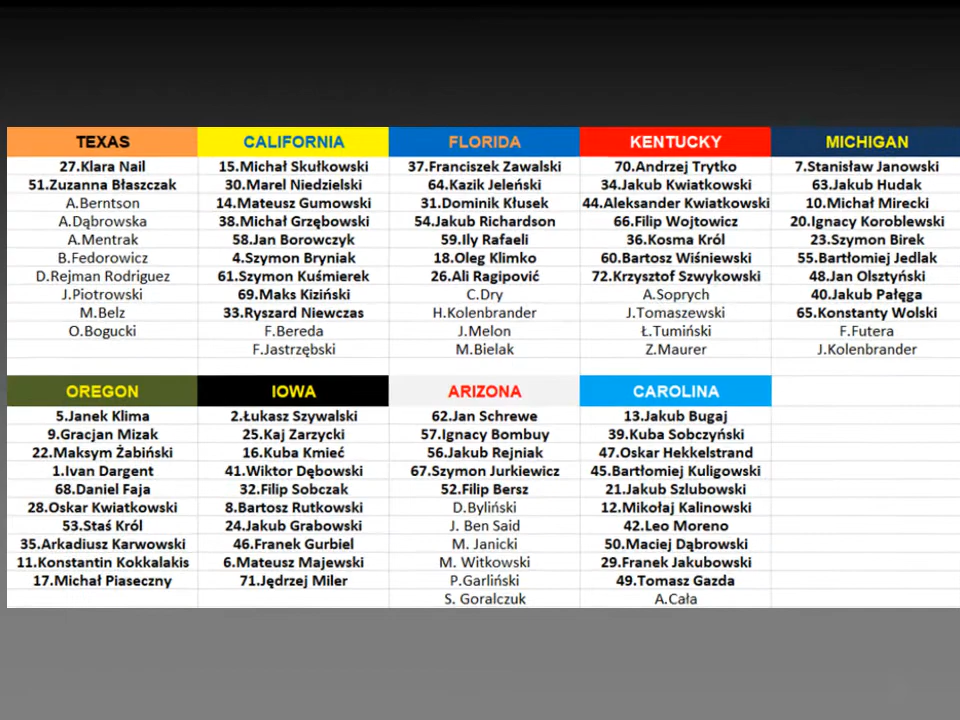 TEXAS CALIFORNIA FLORIDA KENTUCKY MICHIGAN
27.Klara Nail 15.Michał Skułkowski 37.Franciszek Zawalski 70.Andrzej Trytko 7.Stanisław Janowski
51.Zuzanna Błaszczak 30.Marel Niedzielski 64.Kazik Jeleński 34.Jakub Kwiatkowski 63.Jakub Hudak
A.Berntson 14.Mateusz Gumowski 31.Dominik Kłusek 44.Aleksander Kwiatkowski 10.Michał Mirecki
A.Dąbrowska 38.Michał Grzębowski 54.Jakub Richardson 66.Filip Wojtowicz 20.Ignacy Koroblewski
A.Mentrak 58.Jan Borowczyk 59.Ily Rafaeli 36.Kosma Król 23.Szymon Birek
B.Fedorowicz 4.Szymon Bryniak 18.Oleg Klimko 60.Bartosz Wiśniewski 55.Bartłomiej Jedlak
D.Rejman Rodriguez 61.Szymon Kuśmierek 26.Ali Ragipović 72.Krzysztof Szwykowski 48.Jan Olsztyński
J.Piotrowski 69.Maks Kiziński C.Dry A.Soprych 40.Jakub Pałęga
M.Belz 33.Ryszard Niewczas H.Kolenbrander J.Tomaszewski 65.Konstanty Wolski
O.Bogucki F.Bereda J.Melon Ł.Tumiński F.Futera
F.Jastrzębski M.Bielak Z.Maurer J.Kolenbrander
OREGON IOWA ARIZONA CAROLINA
5.Janek Klima 2.Łukasz Szywalski 62.Jan Schrewe 13.Jakub Bugaj
9.Gracjan Mizak 25.Kaj Zarzycki 57.Ignacy Bombuy 39.Kuba Sobczyński
22.Maksym Żabiński 16.Kuba Kmieć 56.Jakub Rejniak 47.Oskar Hekkelstrand
1.Ivan Dargent 41.Wiktor Dębowski 67.Szymon Jurkiewicz 45.Bartłomiej Kuligowski
68.Daniel Faja 32.Filip Sobczak 52.Filip Bersz 21.Jakub Szlubowski
28.Oskar Kwiatkowski 8.Bartosz Rutkowski D.Byliński 12.Mikołaj Kalinowski
53.Staś Król 24.Jakub Grabowski J. Ben Said 42.Leo Moreno
35.Arkadiusz Karwowski 46.Franek Gurbiel M. Janicki 50.Maciej Dąbrowski
11.Konstantin Kokkalakis 6.Mateusz Majewski M. Witkowski 29.Franek Jakubowski
17.Michał Piaseczny 71.Jędrzej Miler P.Garliński 49.Tomasz Gazda
S. Goralczuk A.Cała